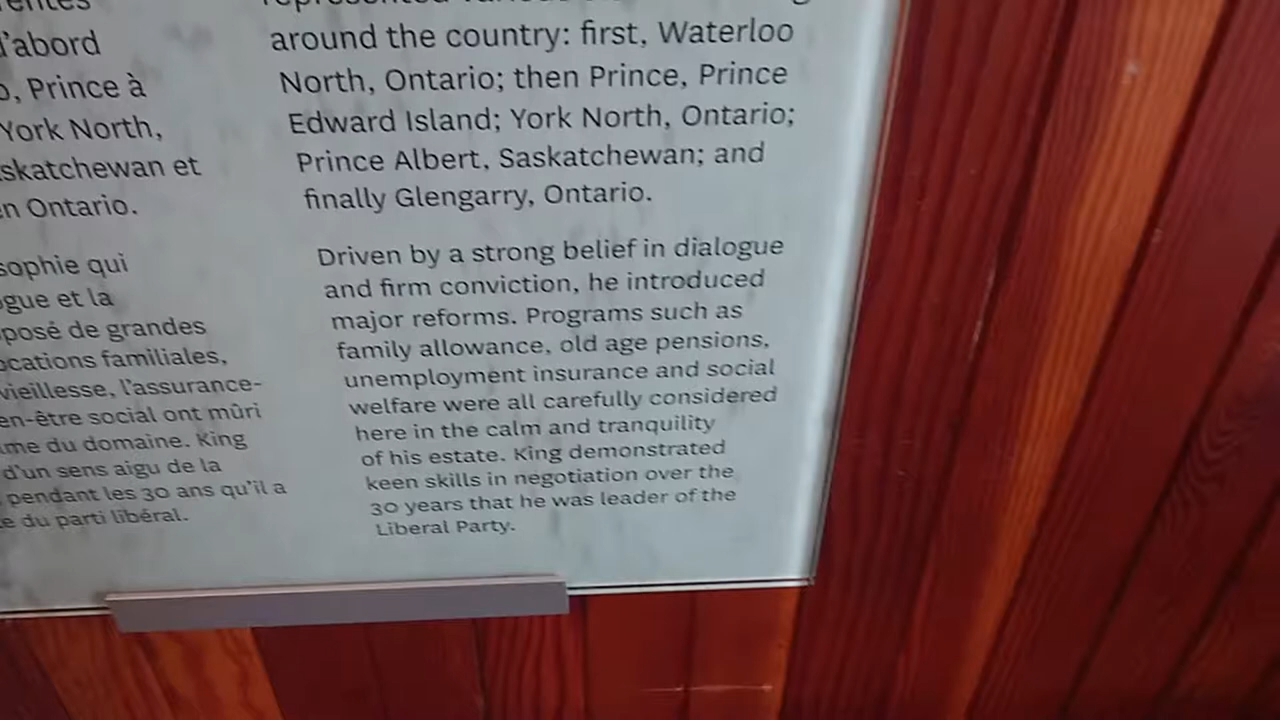 d'abord
Prince à
York North,
skatchewan et
en Ontario.
sophie qui
gue et la
posé de grandes
ocations familiales,
vieillesse, l'assurance-
en-être social ont mûri
me du domaine. King
d'un sens aigu de la
pendant les 30 ans qu'il a
du parti libéral.
around the country: first, Waterloo
North, Ontario; then Prince, Prince
Edward Island; York North, Ontario;
Prince Albert, Saskatchewan; and
finally Glengarry, Ontario.
Driven by a strong belief in dialogue
and firm conviction, he introduced
major reforms. Programs such as
family allowance, old age pensions,
unemployment insurance and social
welfare were all carefully considered
here in the calm and tranquility
of his estate. King demonstrated
keen skills in negotiation over the
30 years that he was leader of the
Liberal Party.